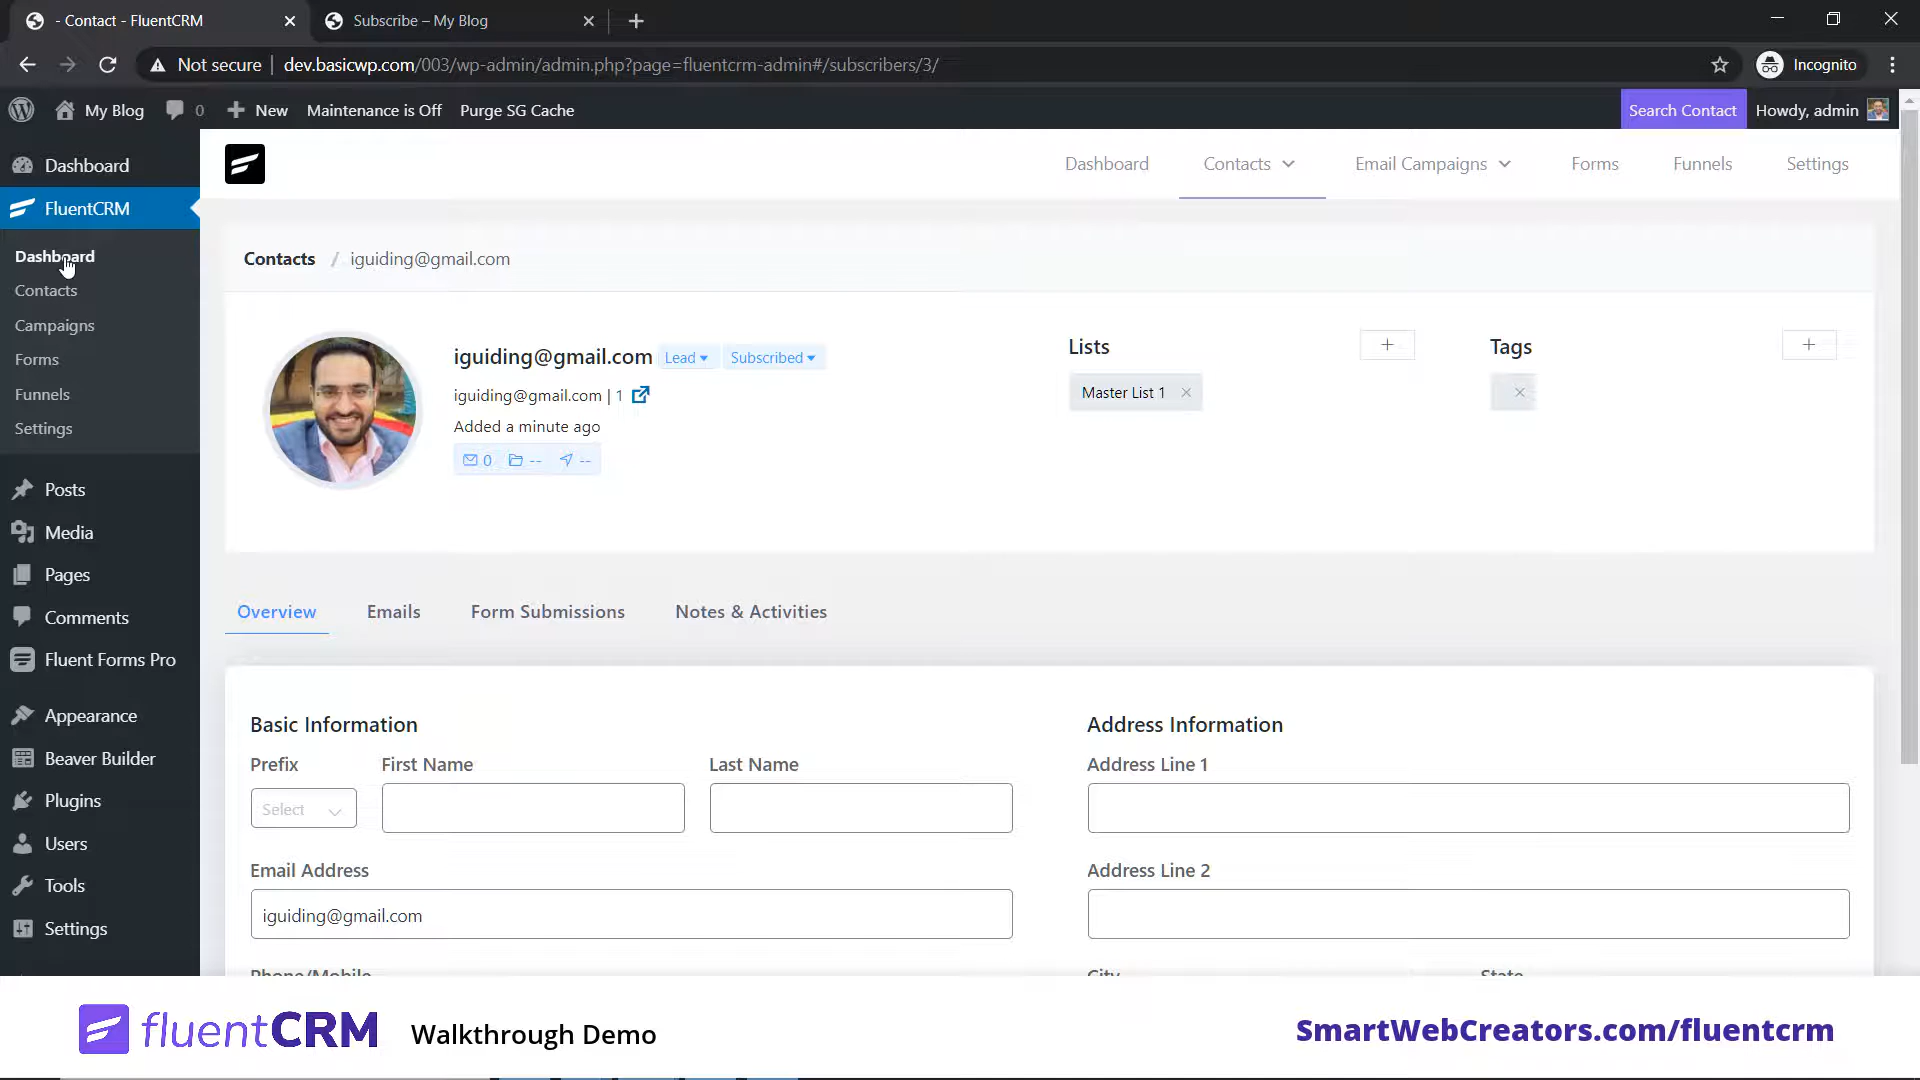 - Contact - FluentCRM
Subscribe – My Blog
Not secure
dev.basicwp.com/003/wp-admin/admin.php?page=fluentcrm-admin#/subscribers/3/
Incognito
My Blog
0
New
Maintenance is Off
Purge SG Cache
Search Contact
Howdy, admin
Dashboard
FluentCRM
Dashboard
Contacts
Campaigns
Forms
Funnels
Settings
Posts
Media
Pages
Comments
Fluent Forms Pro
Appearance
Beaver Builder
Plugins
Users
Tools
Settings
Dashboard
Contacts
Email Campaigns
Forms
Funnels
Settings
Contacts / iguiding@gmail.com
iguiding@gmail.com Lead Subscribed
iguiding@gmail.com | 1
Added a minute ago
0 -- --
Lists
Master List 1
Tags
Overview
Emails
Form Submissions
Notes & Activities
Basic Information
Prefix
First Name
Last Name
Select
Email Address
iguiding@gmail.com
Phone/Mobile
Address Information
Address Line 1
Address Line 2
City
State
fluentCRM
Walkthrough Demo
SmartWebCreators.com/fluentcrm